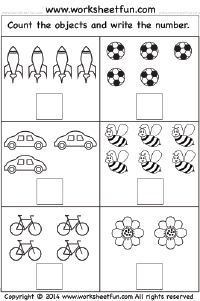 www.worksheetfun.com
Count the objects and write the number.
Copyright © 2014 www.worksheetfun.com All rights reserved